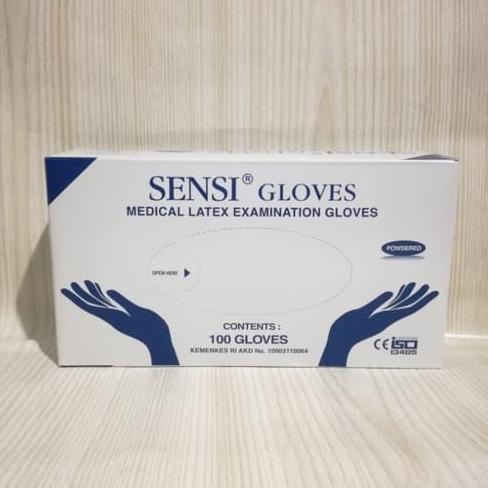 SENSI® GLOVES
MEDICAL LATEX EXAMINATION GLOVES
POWDERED
OPEN HERE
CONTENTS :
100 GLOVES
KEMENKES RI AKD No. 10903110064
CE ISO
13485